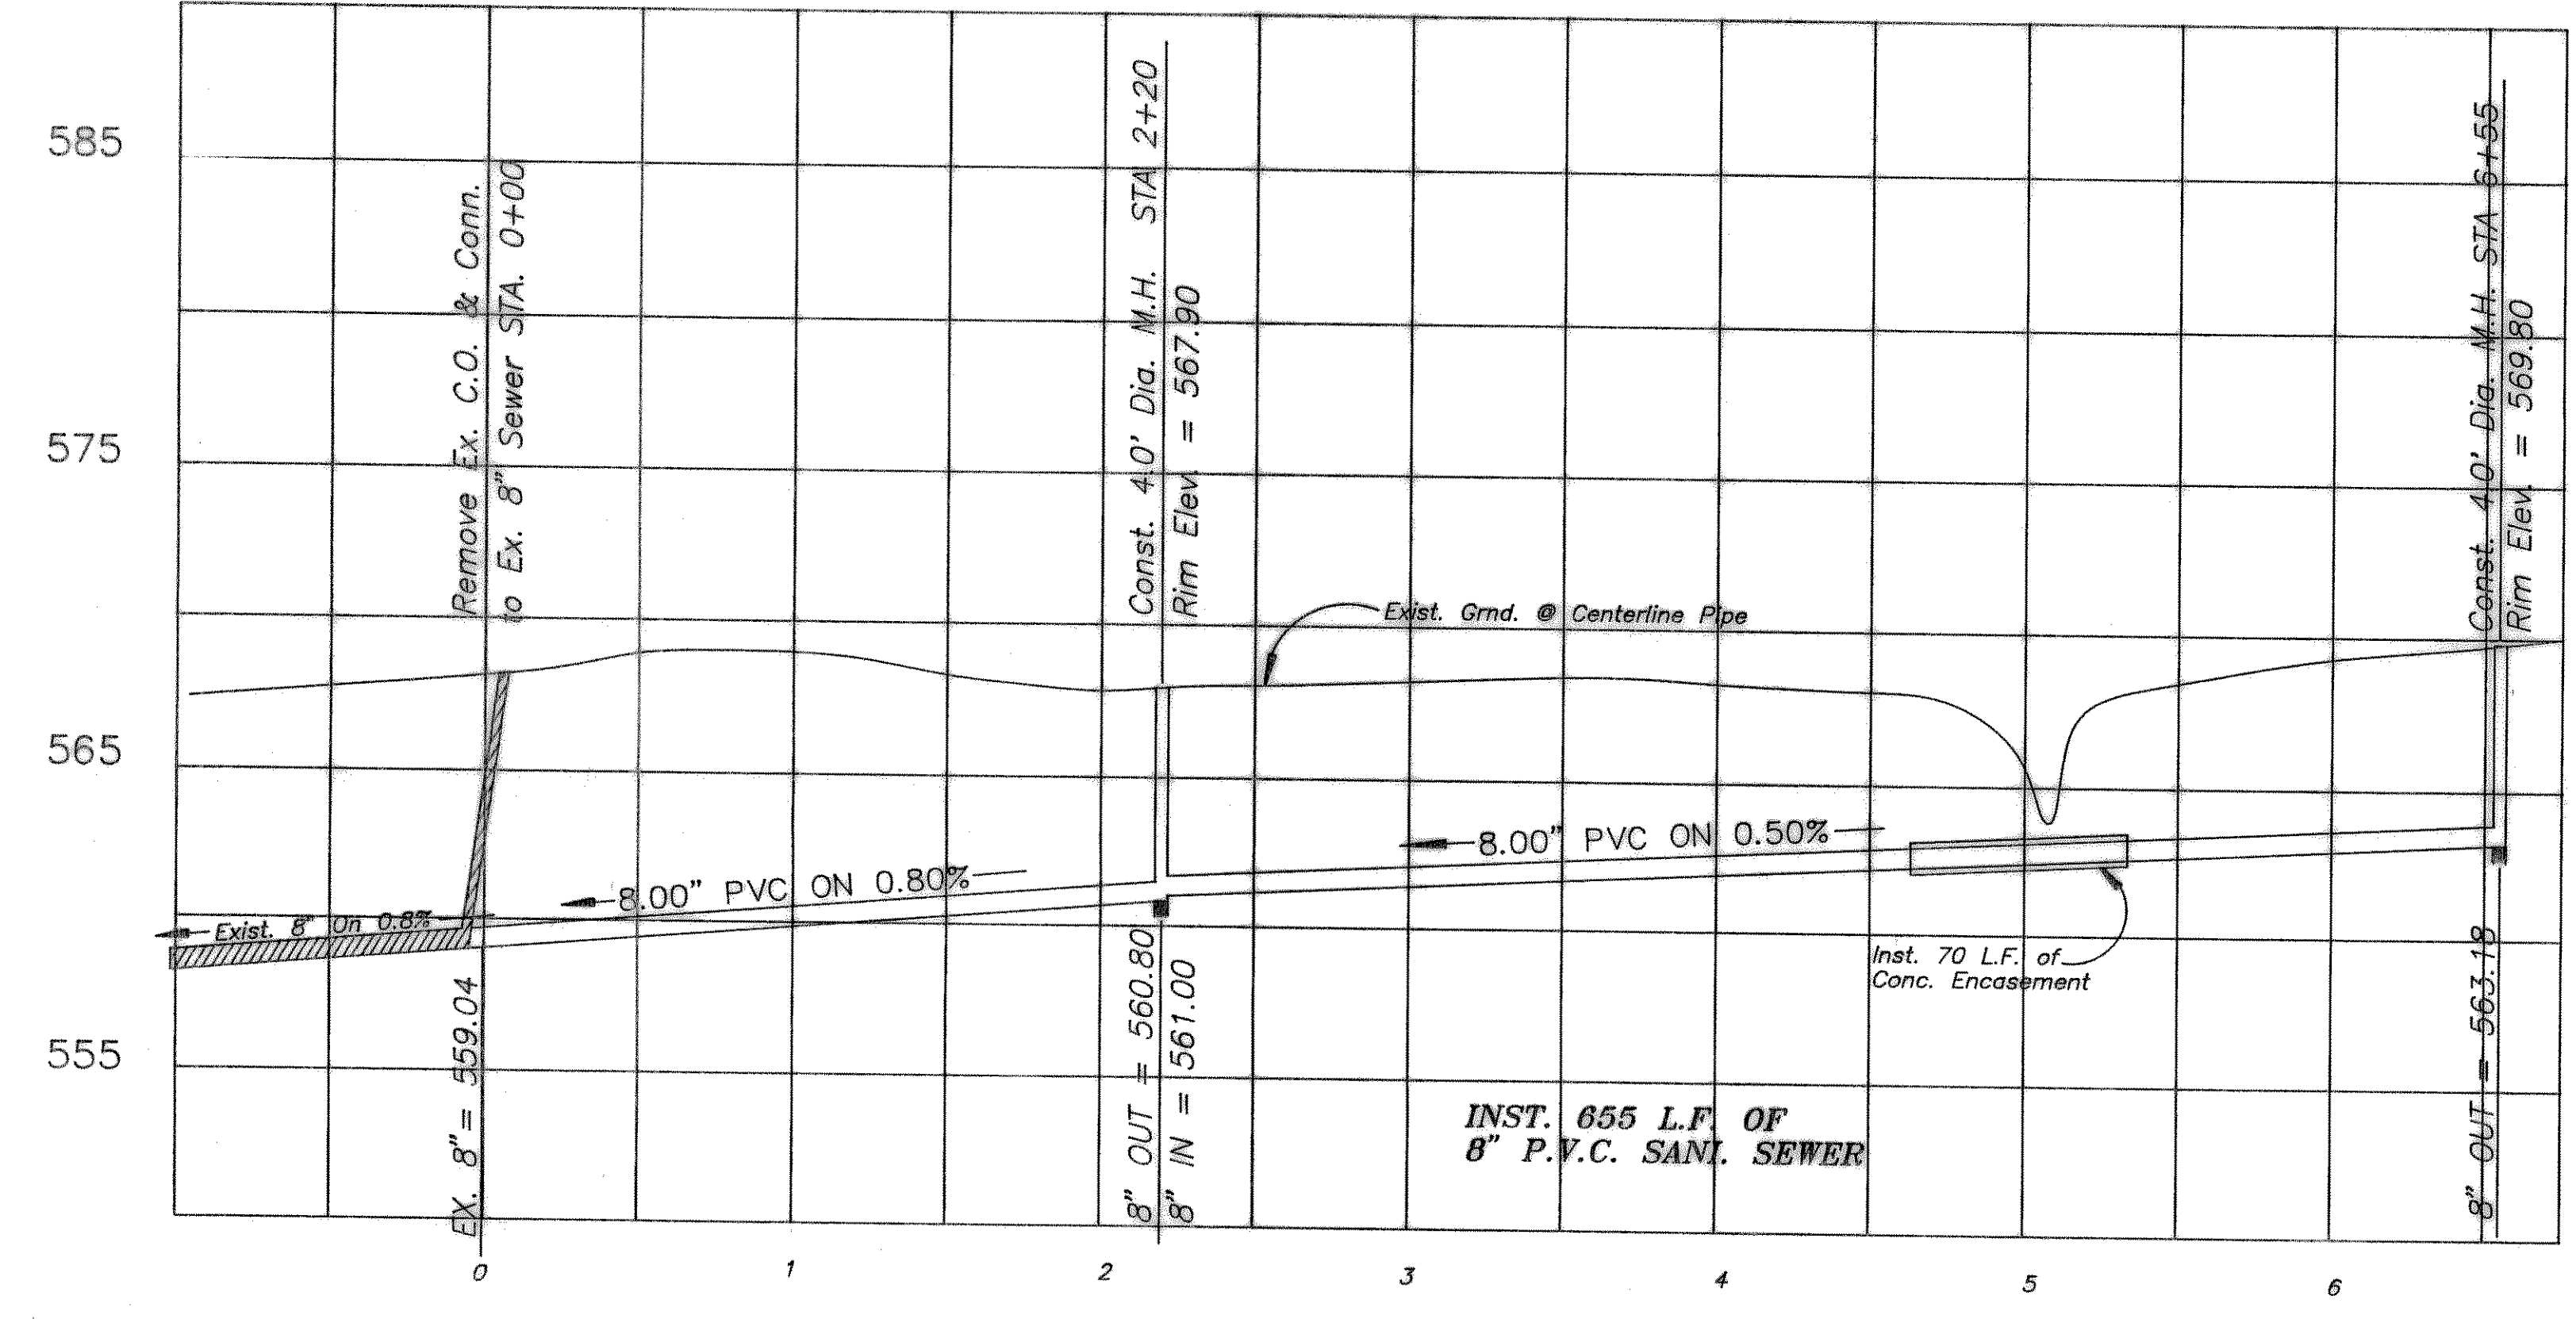 585
575
565
555
Remove Ex. C.O. & Conn.
to Ex. 8" Sewer STA. 0+00
Const. 4.0' Dia. M.H. STA 2+20
Rim Elev. = 567.90
Const. 4.0' Dia. M.H. STA 6+55
Rim Elev. = 569.80
Exist. Grnd. @ Centerline Pipe
8.00" PVC ON 0.50%
8.00" PVC ON 0.80%
Exist. 8" On 0.8%
Inst. 70 L.F. of
Conc. Encasement
EX. 8"= 559.04
8" OUT = 560.80
8" IN = 561.00
8" OUT = 563.18
INST. 655 L.F. OF
8" P.V.C. SANI. SEWER
0 1 2 3 4 5 6